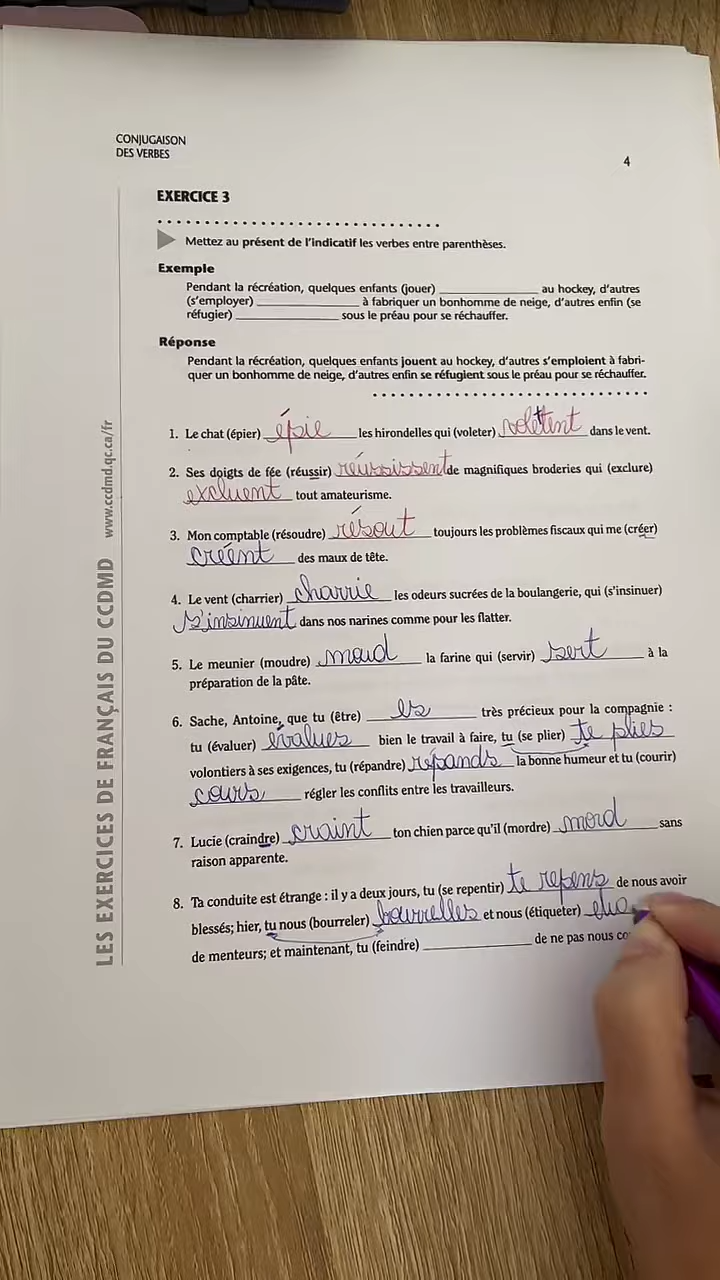 CONJUGAISON
DES VERBES
4
EXERCICE 3
Mettez au présent de l'indicatif les verbes entre parenthèses.
Exemple
Pendant la récréation, quelques enfants (jouer) ____________ au hockey, d'autres
(s'employer) ____________ à fabriquer un bonhomme de neige, d'autres enfin (se
réfugier) ____________ sous le préau pour se réchauffer.
Réponse
Pendant la récréation, quelques enfants jouent au hockey, d'autres s'emploient à fabri-
quer un bonhomme de neige, d'autres enfin se réfugient sous le préau pour se réchauffer.
1. Le chat (épier) épie les hirondelles qui (voleter) volettent dans le vent.
2. Ses doigts de fée (réussir) réussissent de magnifiques broderies qui (exclure)
excluent tout amateurisme.
3. Mon comptable (résoudre) résout toujours les problèmes fiscaux qui me (créer)
créent des maux de tête.
4. Le vent (charrier) charrie les odeurs sucrées de la boulangerie, qui (s'insinuer)
s'insinuent dans nos narines comme pour les flatter.
5. Le meunier (moudre) moud la farine qui (servir) sert à la
préparation de la pâte.
6. Sache, Antoine, que tu (être) es très précieux pour la compagnie :
tu (évaluer) évalues bien le travail à faire, tu (se plier) te plies
volontiers à ses exigences, tu (répandre) répands la bonne humeur et tu (courir)
cours régler les conflits entre les travailleurs.
7. Lucie (craindre) craint ton chien parce qu'il (mordre) mord sans
raison apparente.
8. Ta conduite est étrange : il y a deux jours, tu (se repentir) te repens de nous avoir
blessés; hier, tu nous (bourreler) bourrelles et nous (étiqueter)
de menteurs; et maintenant, tu (feindre) ____________ de ne pas nous
LES EXERCICES DE FRANÇAIS DU CCDMD www.ccdmd.qc.ca/fr